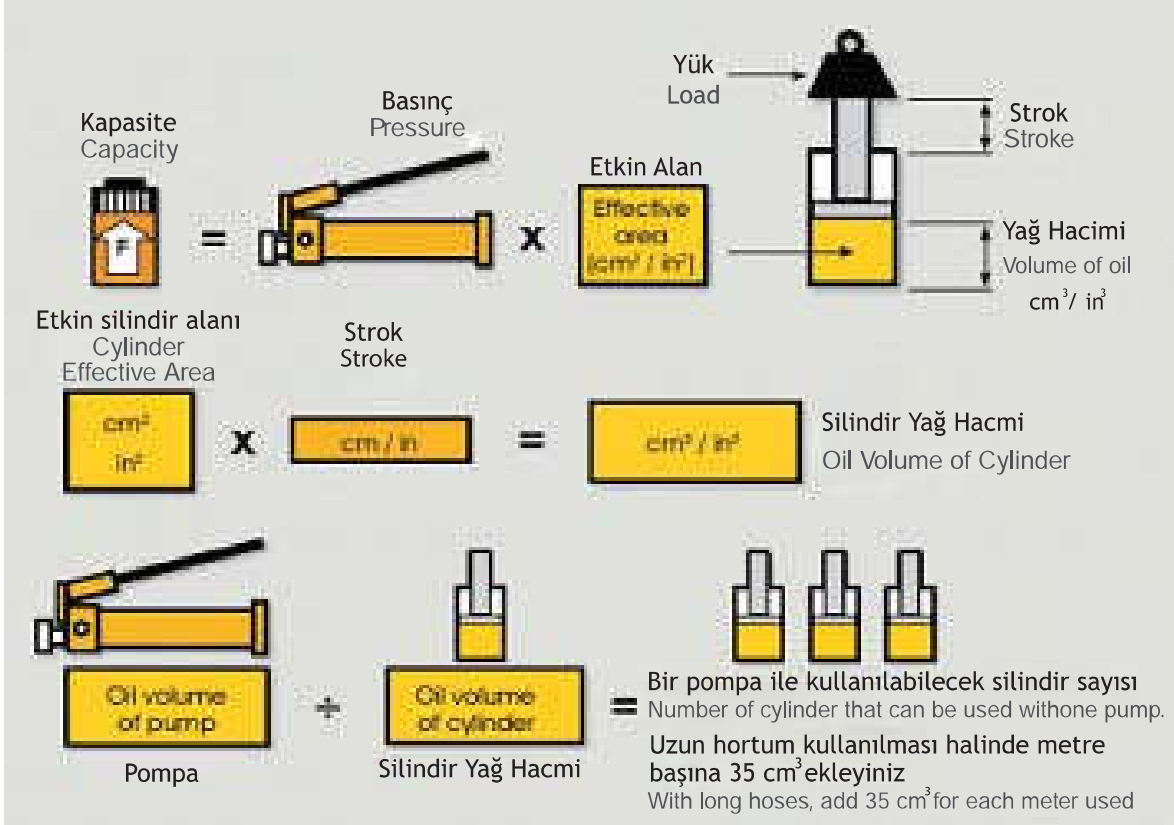 Kapasite
Capacity
Basınç
Pressure
Etkin Alan
Effective
area
(cm² / in²)
Yük
Load
Strok
Stroke
Yağ Hacimi
Volume of oil
cm³/ in³
F
=
x
Etkin silindir alanı
Cylinder
Effective Area
Strok
Stroke
cm²
in²
x
cm / in
=
cm³ / in³
Silindir Yağ Hacmi
Oil Volume of Cylinder
Oil volume
of pump
÷
Oil volume
of cylinder
=
Pompa
Silindir Yağ Hacmi
Bir pompa ile kullanılabilecek silindir sayısı
Number of cylinder that can be used withone pump.
Uzun hortum kullanılması halinde metre
başına 35 cm³ ekleyiniz
With long hoses, add 35 cm³ for each meter used